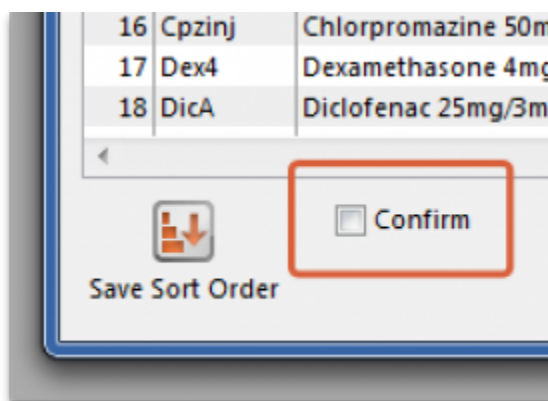 16 Cpzinj Chlorpromazine 50m
17 Dex4 Dexamethasone 4mg
18 DicA Diclofenac 25mg/3m
Confirm
Save Sort Order